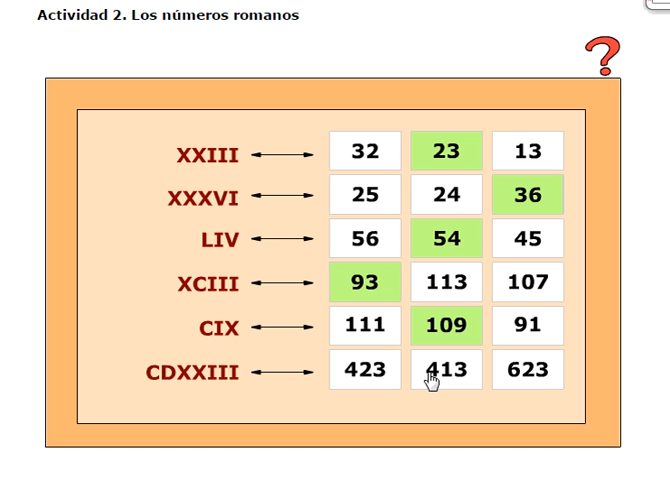 Actividad 2. Los números romanos
?
XXIII 32 23 13
XXXVI 25 24 36
LIV 56 54 45
XCIII 93 113 107
CIX 111 109 91
CDXXIII 423 413 623